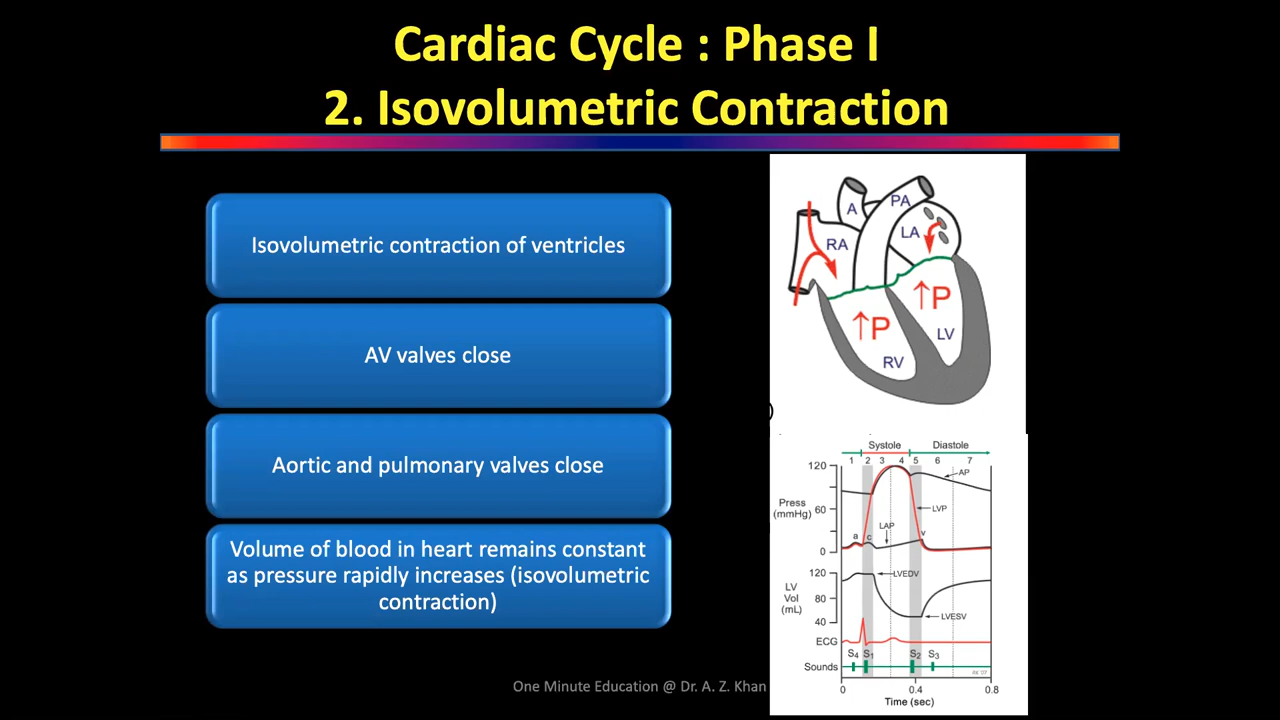 Cardiac Cycle : Phase I
2. Isovolumetric Contraction
Isovolumetric contraction of ventricles
AV valves close
Aortic and pulmonary valves close
Volume of blood in heart remains constant
as pressure rapidly increases (isovolumetric
contraction)
A
PA
RA
LA
↑P
↑P
LV
RV
)
Systole Diastole
1 2 3 4 5 6 7
120
AP
Press
(mmHg)
60
LVP
LAP
a c v
0
120
LVEDV
LV
Vol
(mL)
80
LVESV
40
ECG
S4 S1 S2 S3
Sounds
0 0.4 0.8
Time (sec)
One Minute Education @ Dr. A. Z. Khan